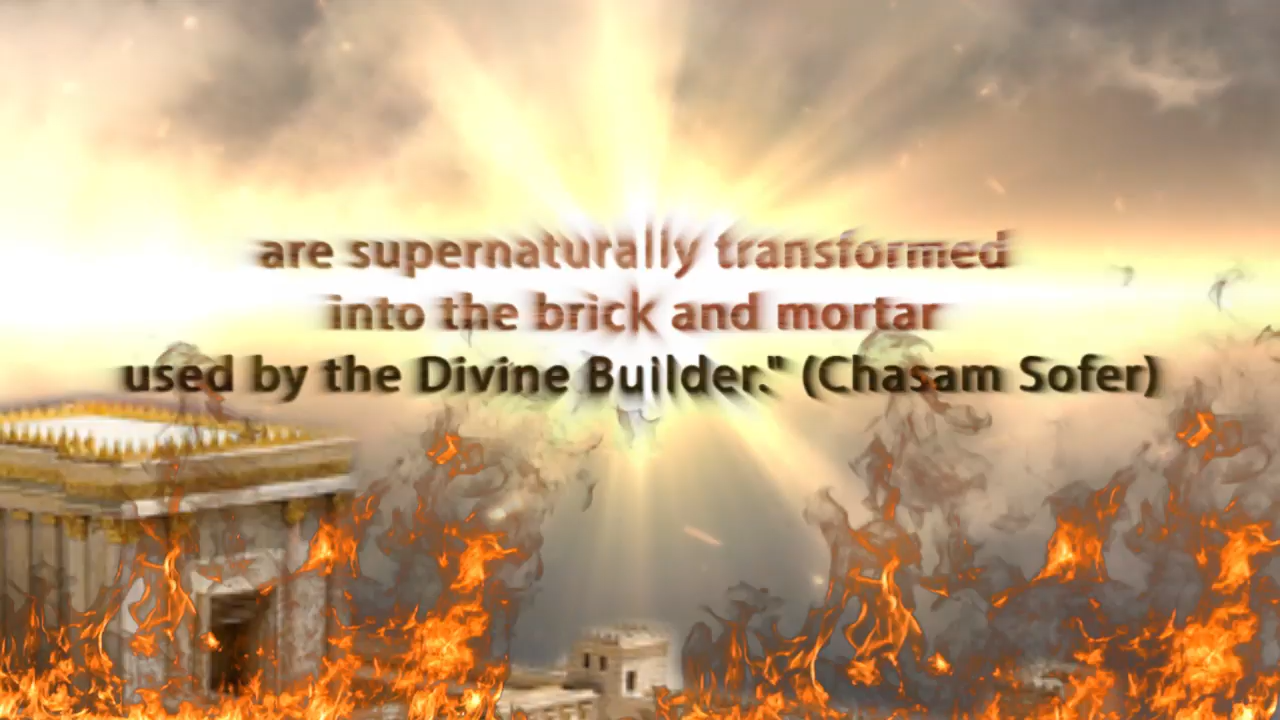 are supernaturally transformed
into the brick and mortar
used by the Divine Builder." (Chasam Sofer)